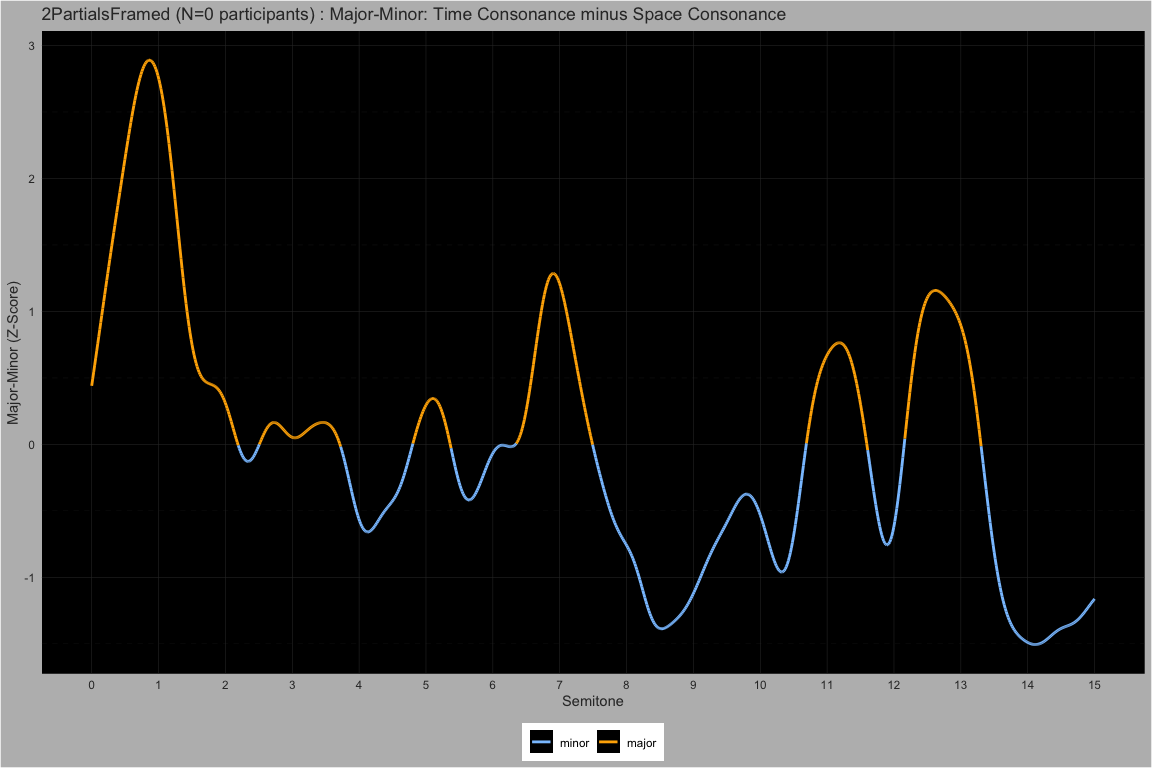 2PartialsFramed (N=0 participants) : Major-Minor: Time Consonance minus Space Consonance
Major-Minor (Z-Score)
3
2
1
0
-1
0 1 2 3 4 5 6 7 8 9 10 11 12 13 14 15
Semitone
minor major